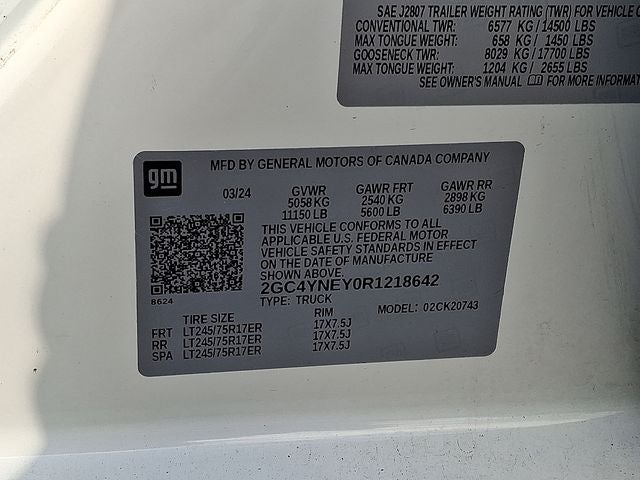 SAE J2807 TRAILER WEIGHT RATING (TWR) FOR VEHICLE
CONVENTIONAL TWR: 6577 KG / 14500 LBS
MAX TONGUE WEIGHT: 658 KG / 1450 LBS
GOOSENECK TWR: 8029 KG / 17700 LBS
MAX TONGUE WEIGHT: 1204 KG / 2655 LBS
SEE OWNER'S MANUAL FOR MORE INFORMAT
gm
MFD BY GENERAL MOTORS OF CANADA COMPANY
03/24 GVWR GAWR FRT GAWR RR
5058 KG 2540 KG 2898 KG
11150 LB 5600 LB 6390 LB
THIS VEHICLE CONFORMS TO ALL
APPLICABLE U.S. FEDERAL MOTOR
VEHICLE SAFETY STANDARDS IN EFFECT
ON THE DATE OF MANUFACTURE
SHOWN ABOVE.
2GC4YNEY0R1218642
8624
TYPE: TRUCK
MODEL: 02CK20743
TIRE SIZE RIM
FRT LT245/75R17ER 17X7.5J
RR LT245/75R17ER 17X7.5J
SPA LT245/75R17ER 17X7.5J